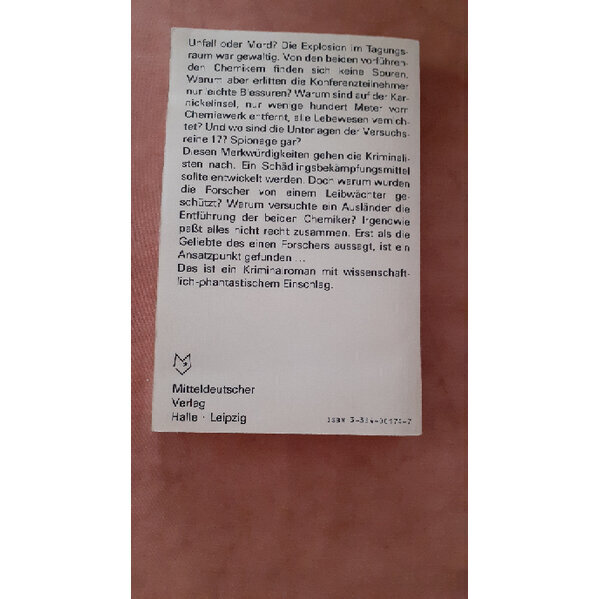 Unfall oder Mord? Die Explosion im Tagungs-
raum war gewaltig. Von den beiden vorführen-
den Chemikern finden sich keine Spuren.
Warum aber erlitten die Konferenzteilnehmer
nur leichte Blessuren? Warum sind auf der Kar-
nickelinsel, nur wenige hundert Meter vom
Chemiewerk entfernt, alle Lebewesen vernich-
tet? Und wo sind die Unterlagen der Versuchs-
reihe 17? Spionage gar?
Diesen Merkwürdigkeiten gehen die Kriminali-
sten nach. Ein Schädlingsbekämpfungsmittel
sollte entwickelt werden. Doch warum wurden
die Forscher von einem Leibwächter ge-
schützt? Warum versuchte ein Ausländer die
Entführung der beiden Chemiker? Irgendwie
paßt alles nicht recht zusammen. Erst als die
Geliebte des einen Forschers aussagt, ist ein
Ansatzpunkt gefunden ...
Das ist ein Kriminalroman mit wissenschaft-
lich-phantastischem Einschlag.
Mitteldeutscher
Verlag
Halle · Leipzig
ISBN